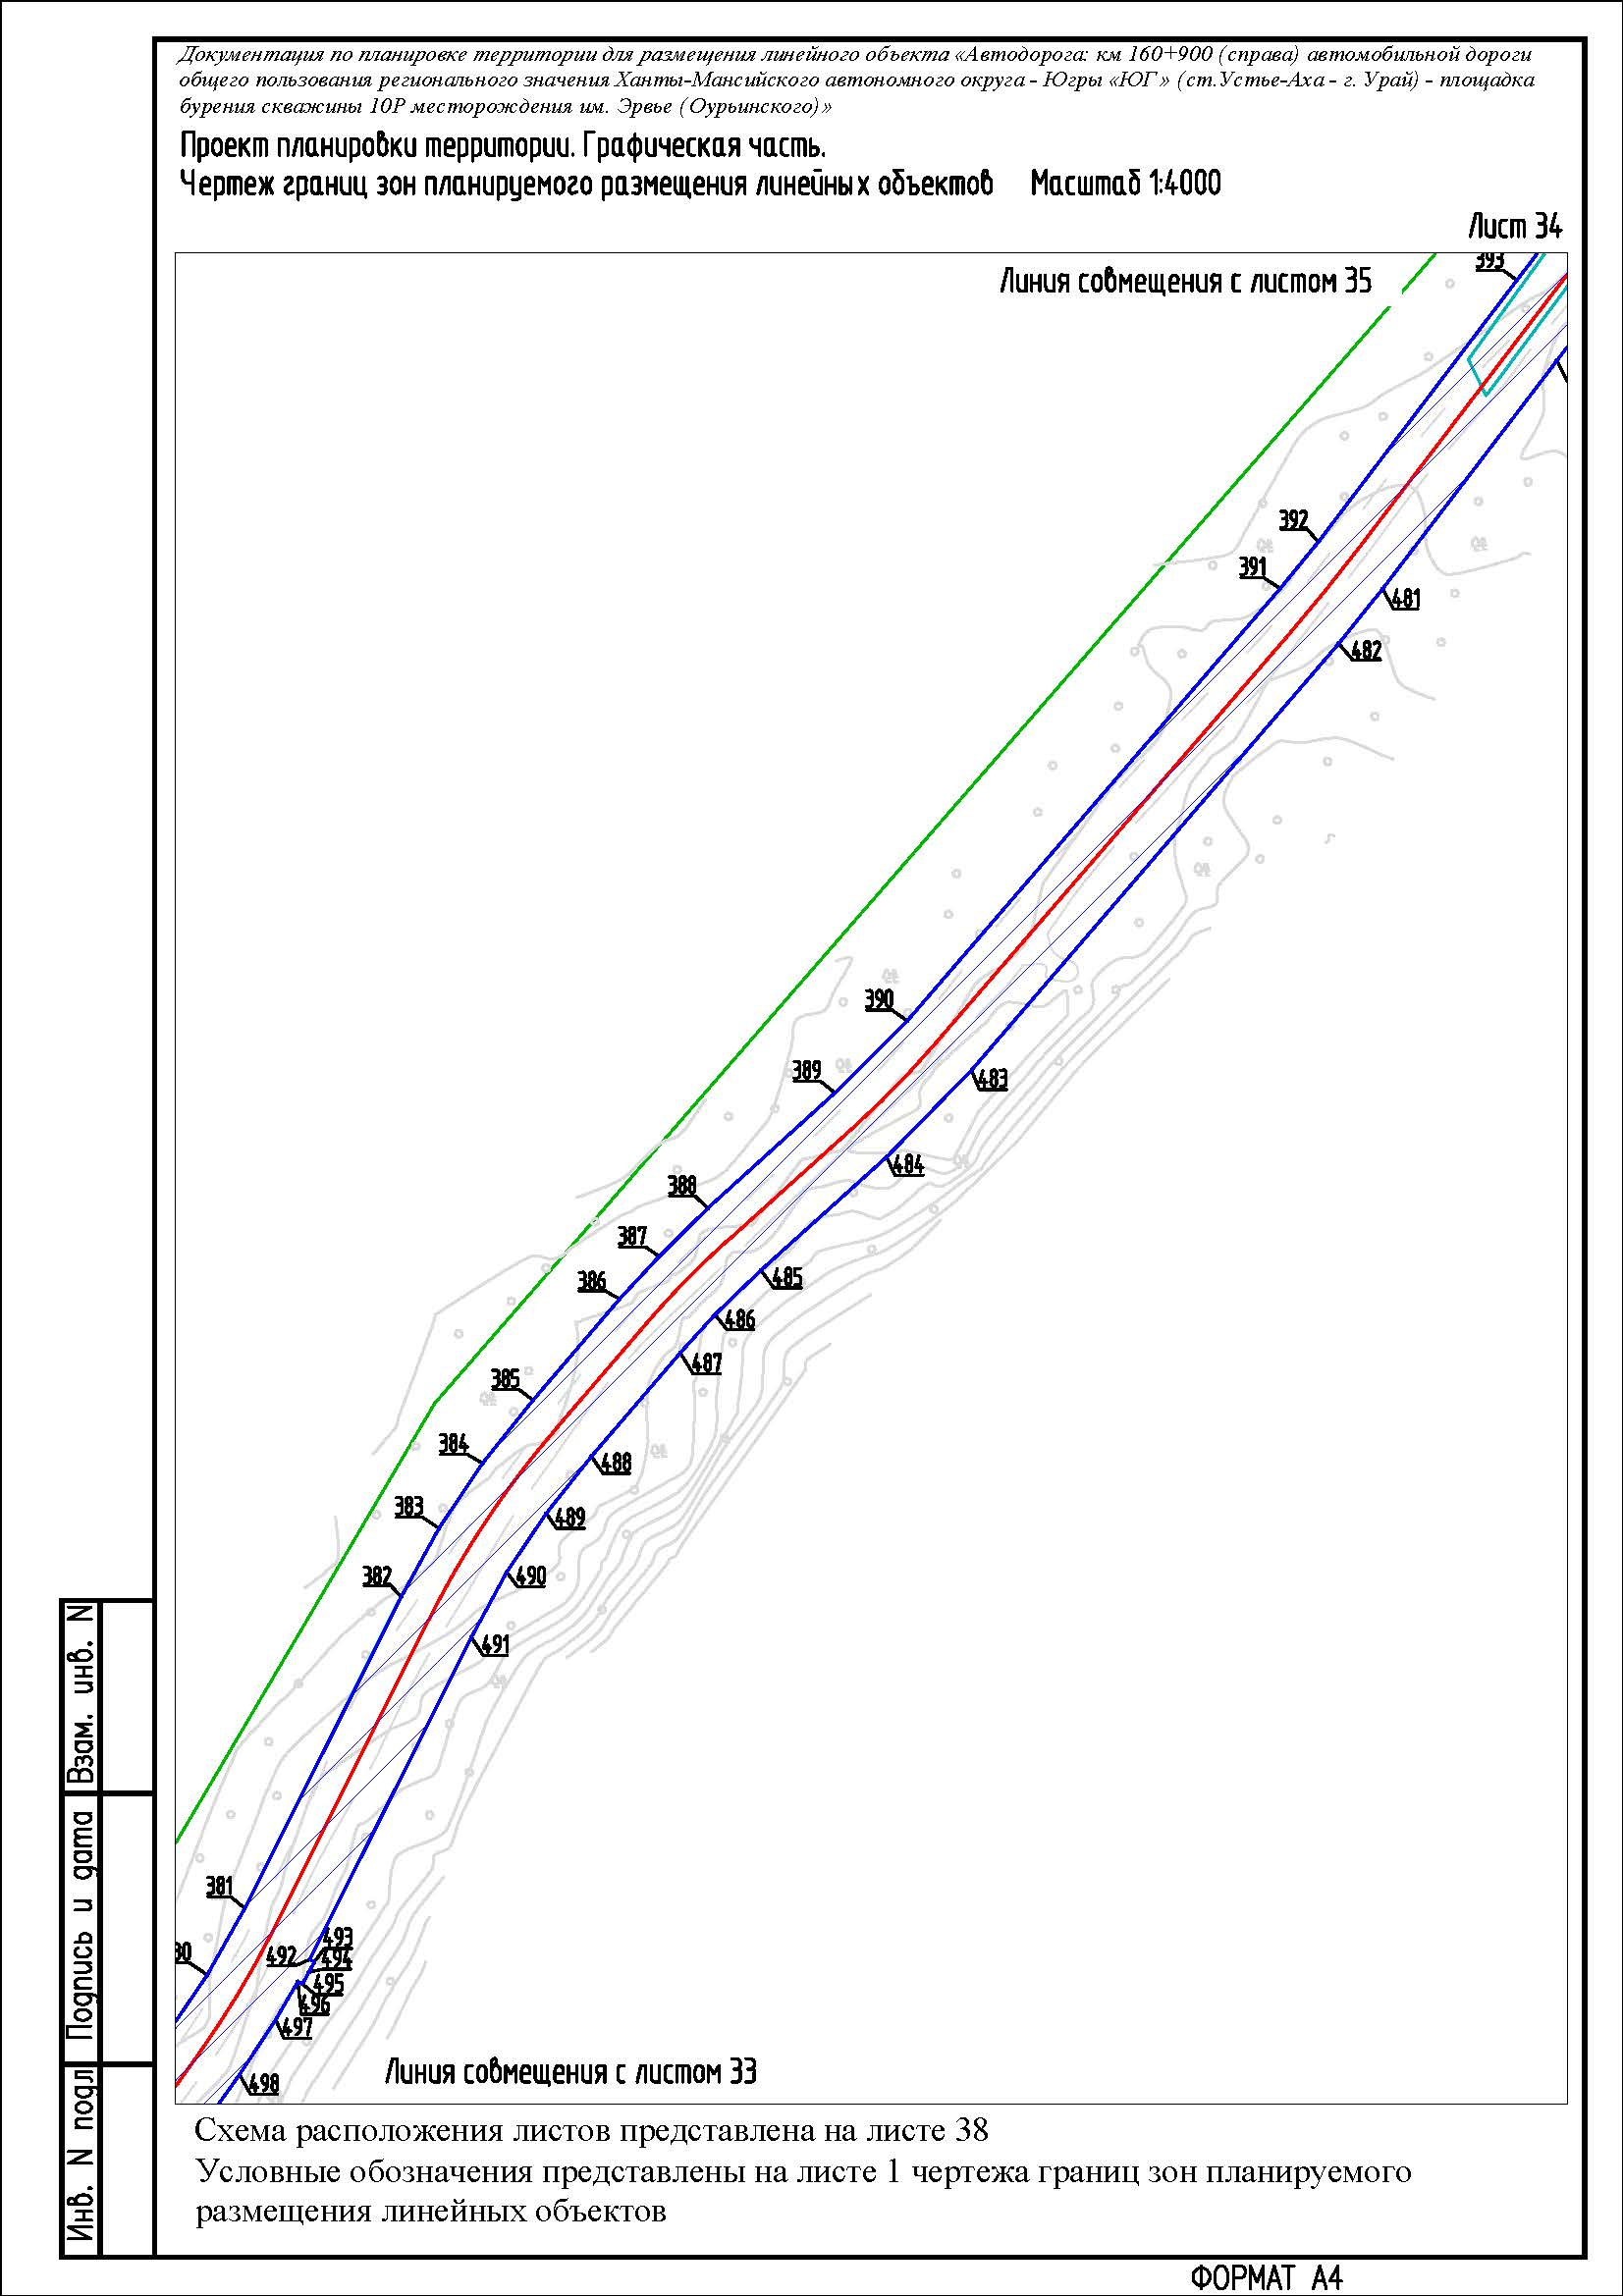 Документация по планировке территории для размещения линейного объекта «Автодорога: км 160+900 (справа) автомобильной дороги
общего пользования регионального значения Ханты-Мансийского автономного округа - Югры «ЮГ» (ст.Устье-Аха - г. Урай) - площадка
бурения скважины 10Р месторождения им. Эрвье (Оурьинского)»
Проект планировки территории. Графическая часть.
Чертеж границ зон планируемого размещения линейных объектов Масштаб 1:4000
Лист 34
393
Линия совмещения с листом 35
392
391
481
482
390
389
483
484
388
387
386
485
486
487
385
384
488
383
489
382
490
491
381
493
492
494
495
496
497
498
Линия совмещения с листом 33
Схема расположения листов представлена на листе 38
Условные обозначения представлены на листе 1 чертежа границ зон планируемого
размещения линейных объектов
Взам. инв. N
Подпись и дата
Инв. N подл
ФОРМАТ А4